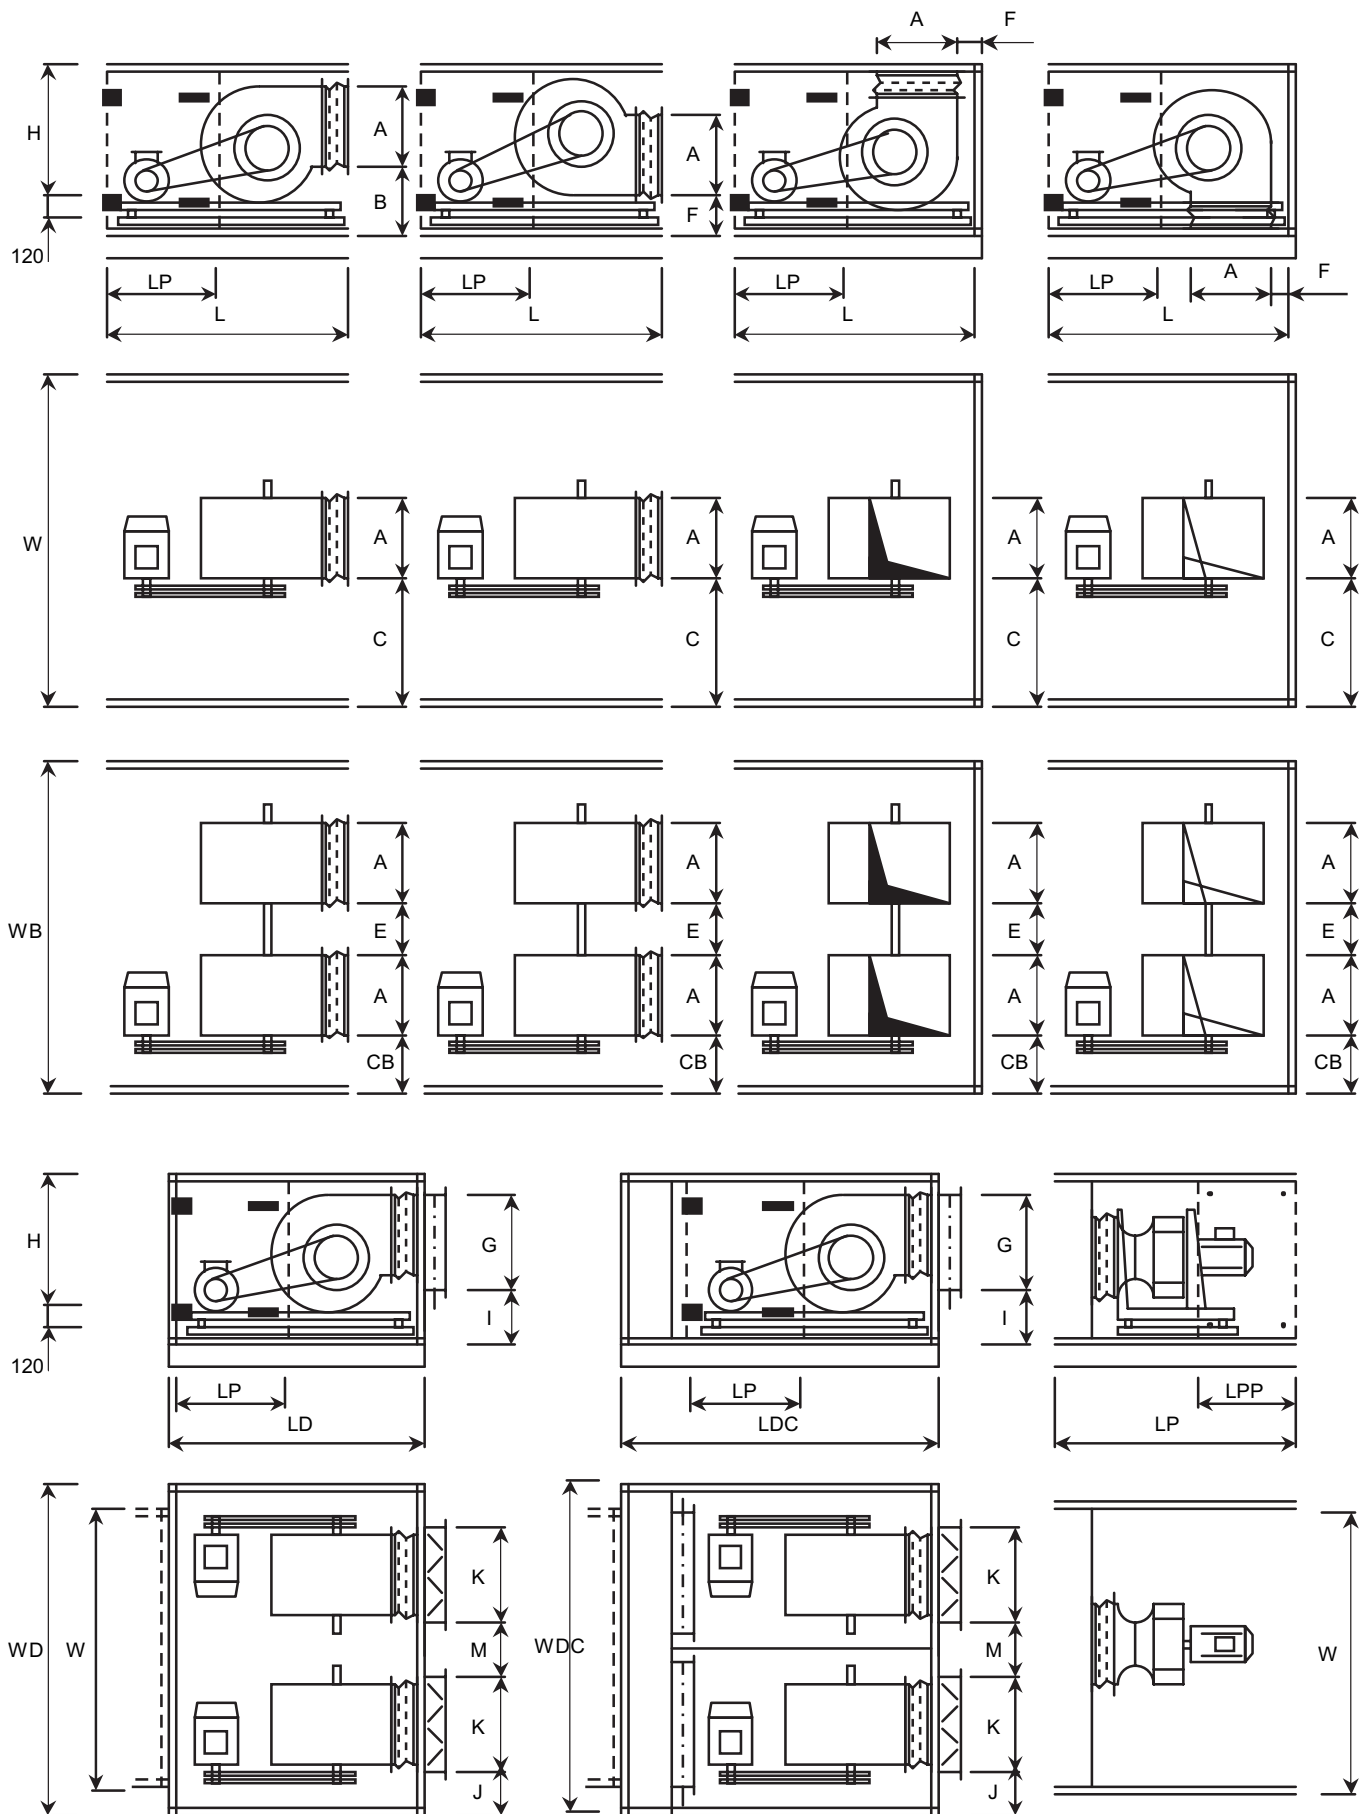 A F
H A A
B F
120
LP LP LP A F
L L L LP
L
W A A A A
C C C C
A A A A
WB E E E E
A A A A
CB CB CB CB
H G G
I I
120
LP LP LPP
LD LDC LP
K K
WD W M WDC M W
K K
J J